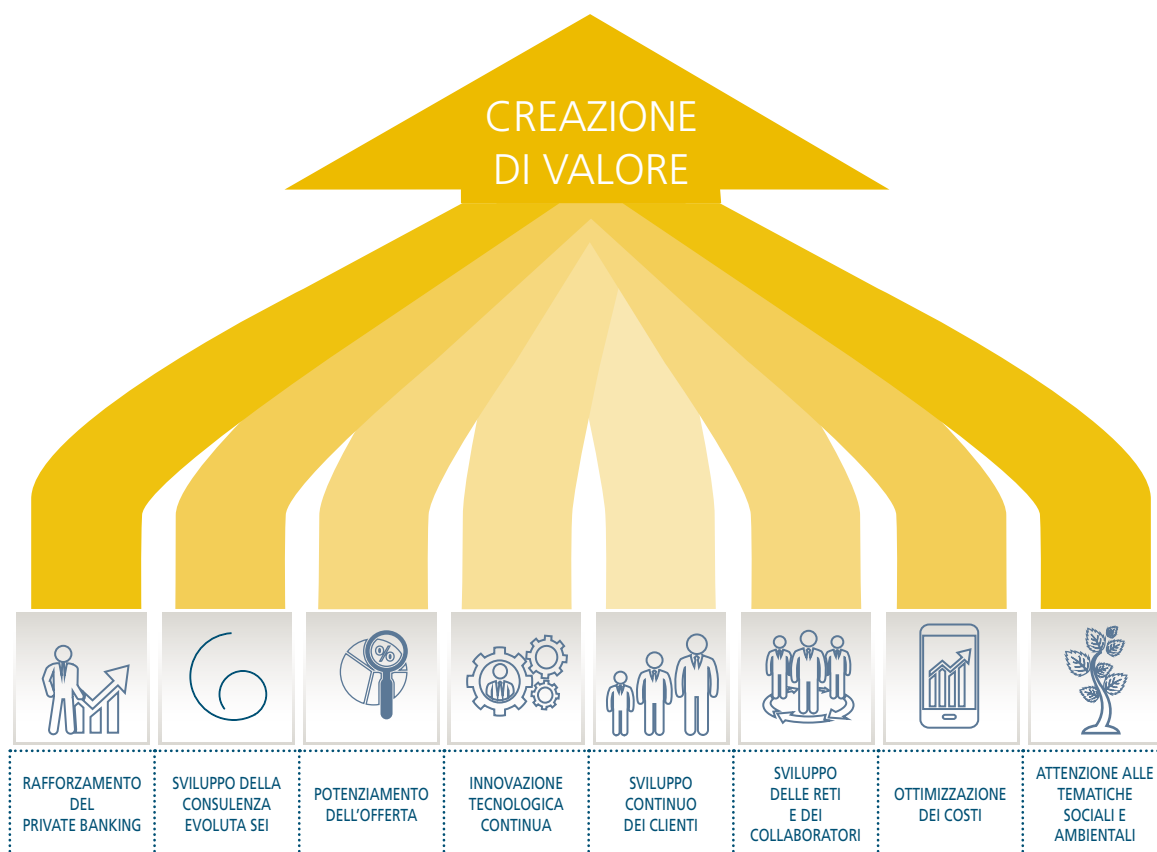 CREAZIONE
DI VALORE
%
RAFFORZAMENTO
DEL
PRIVATE BANKING
SVILUPPO DELLA
CONSULENZA
EVOLUTA SEI
POTENZIAMENTO
DELL'OFFERTA
INNOVAZIONE
TECNOLOGICA
CONTINUA
SVILUPPO
CONTINUO
DEI CLIENTI
SVILUPPO
DELLE RETI
E DEI
COLLABORATORI
OTTIMIZZAZIONE
DEI COSTI
ATTENZIONE ALLE
TEMATICHE
SOCIALI E
AMBIENTALI